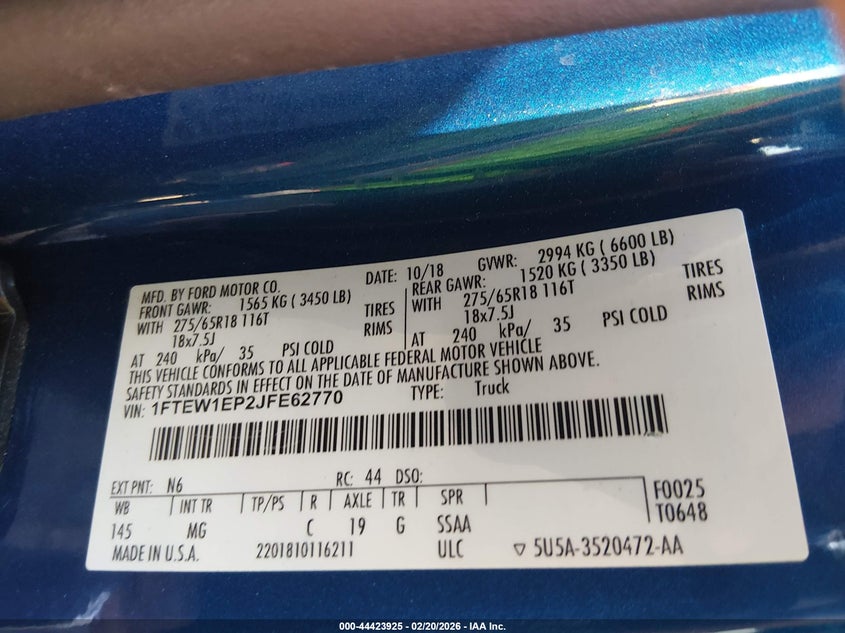 MFD. BY FORD MOTOR CO. DATE: 10/18 GVWR: 2994 KG ( 6600 LB)
FRONT GAWR: 1565 KG ( 3450 LB) REAR GAWR: 1520 KG ( 3350 LB)
WITH 275/65R18 116T TIRES WITH 275/65R18 116T TIRES
18x7.5J RIMS 18x7.5J RIMS
AT 240 kPa/ 35 PSI COLD AT 240 kPa/ 35 PSI COLD
THIS VEHICLE CONFORMS TO ALL APPLICABLE FEDERAL MOTOR VEHICLE
SAFETY STANDARDS IN EFFECT ON THE DATE OF MANUFACTURE SHOWN ABOVE.
VIN: 1FTEW1EP2JFE62770 TYPE: Truck
EXT PNT: N6 RC: 44 DSO: F0025
WB INT TR TP/PS R AXLE TR SPR T0648
145 MG C 19 G SSAA
MADE IN U.S.A. 2201810116211 ULC ▽ 5U5A-3520472-AA
000-44423925 - 02/20/2026 - IAA Inc.